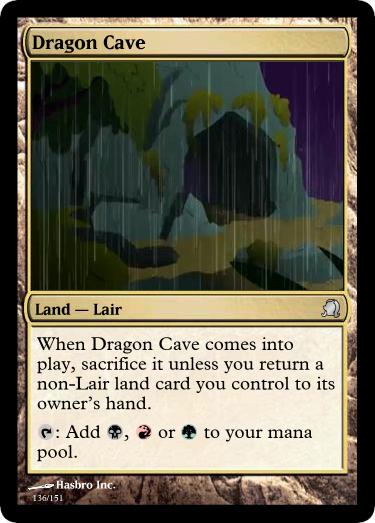 Dragon Cave
Land — Lair
When Dragon Cave comes into
play, sacrifice it unless you return a
non-Lair land card you control to its
owner's hand.
: Add , or to your mana
pool.
Hasbro Inc.
136/151